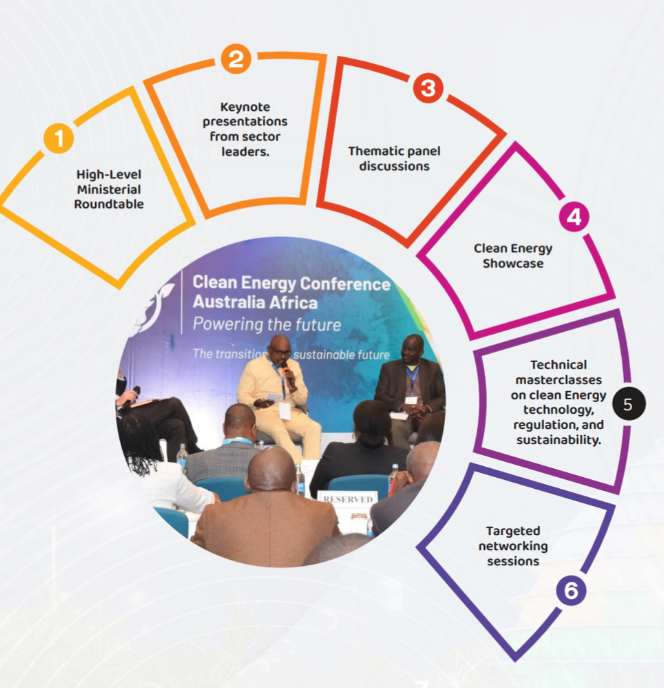 1
High-Level
Ministerial
Roundtable
2
Keynote
presentations
from sector
leaders.
3
Thematic panel
discussions
4
Clean Energy
Showcase
5
Technical
masterclasses
on clean Energy
technology,
regulation, and
sustainability.
6
Targeted
networking
sessions
Clean Energy Conference
Australia Africa
Powering the future
The transition sustainable future
RESERVED